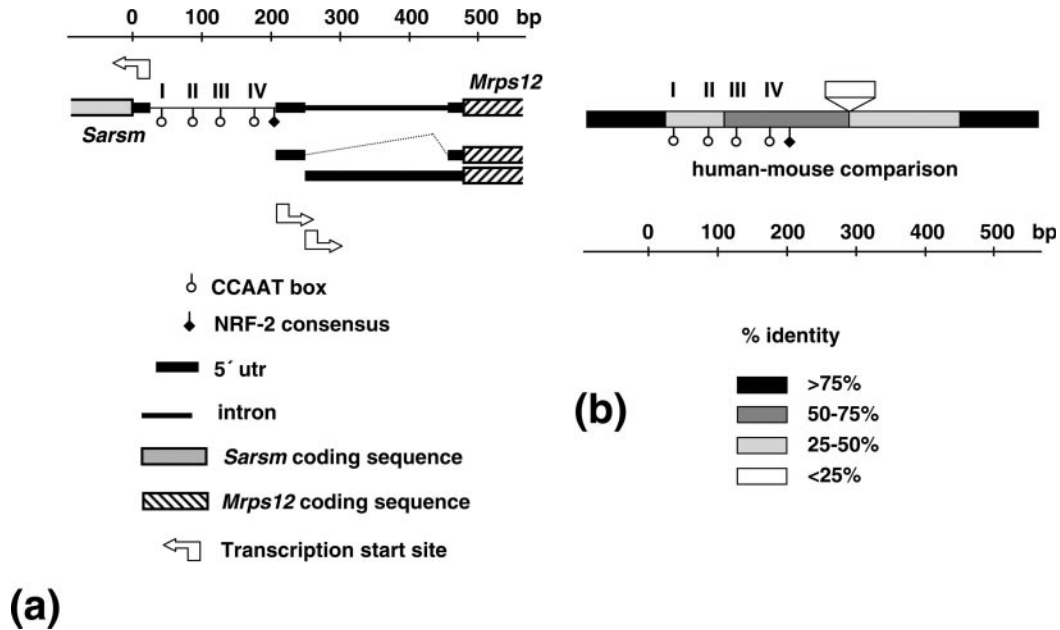 0 100 200 300 400 500 bp
I II III IV
Mrps12
Sarsm
CCAAT box
NRF-2 consensus
5´ utr
intron
Sarsm coding sequence
Mrps12 coding sequence
Transcription start site
(a)
I II III IV
human-mouse comparison
0 100 200 300 400 500 bp
% identity
>75%
50-75%
25-50%
<25%
(b)